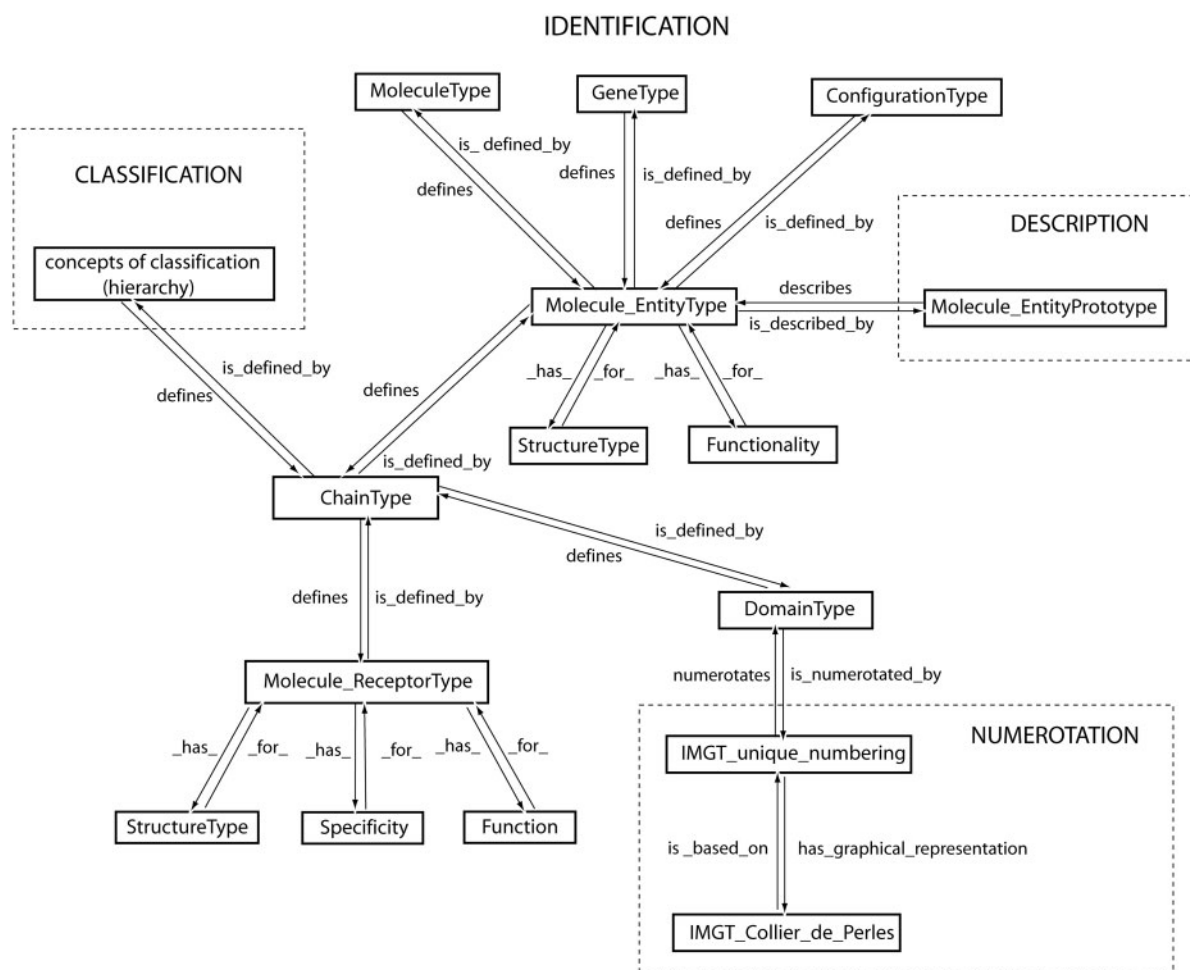 IDENTIFICATION
MoleculeType
GeneType
ConfigurationType
is_ defined_by
defines
defines
is_defined_by
defines
is_defined_by
CLASSIFICATION
concepts of classification
(hierarchy)
DESCRIPTION
Molecule_EntityType
describes
is_described_by
Molecule_EntityPrototype
is_defined_by
defines
defines
is_defined_by
_has_
_for_
_has_
_for_
StructureType
Functionality
ChainType
is_defined_by
defines
defines
is_defined_by
DomainType
Molecule_ReceptorType
numerotates
is_numerotated_by
_has_
_for_
_has_
_for_
_has_
_for_
StructureType
Specificity
Function
NUMEROTATION
IMGT_unique_numbering
is _based_on
has_graphical_representation
IMGT_Collier_de_Perles